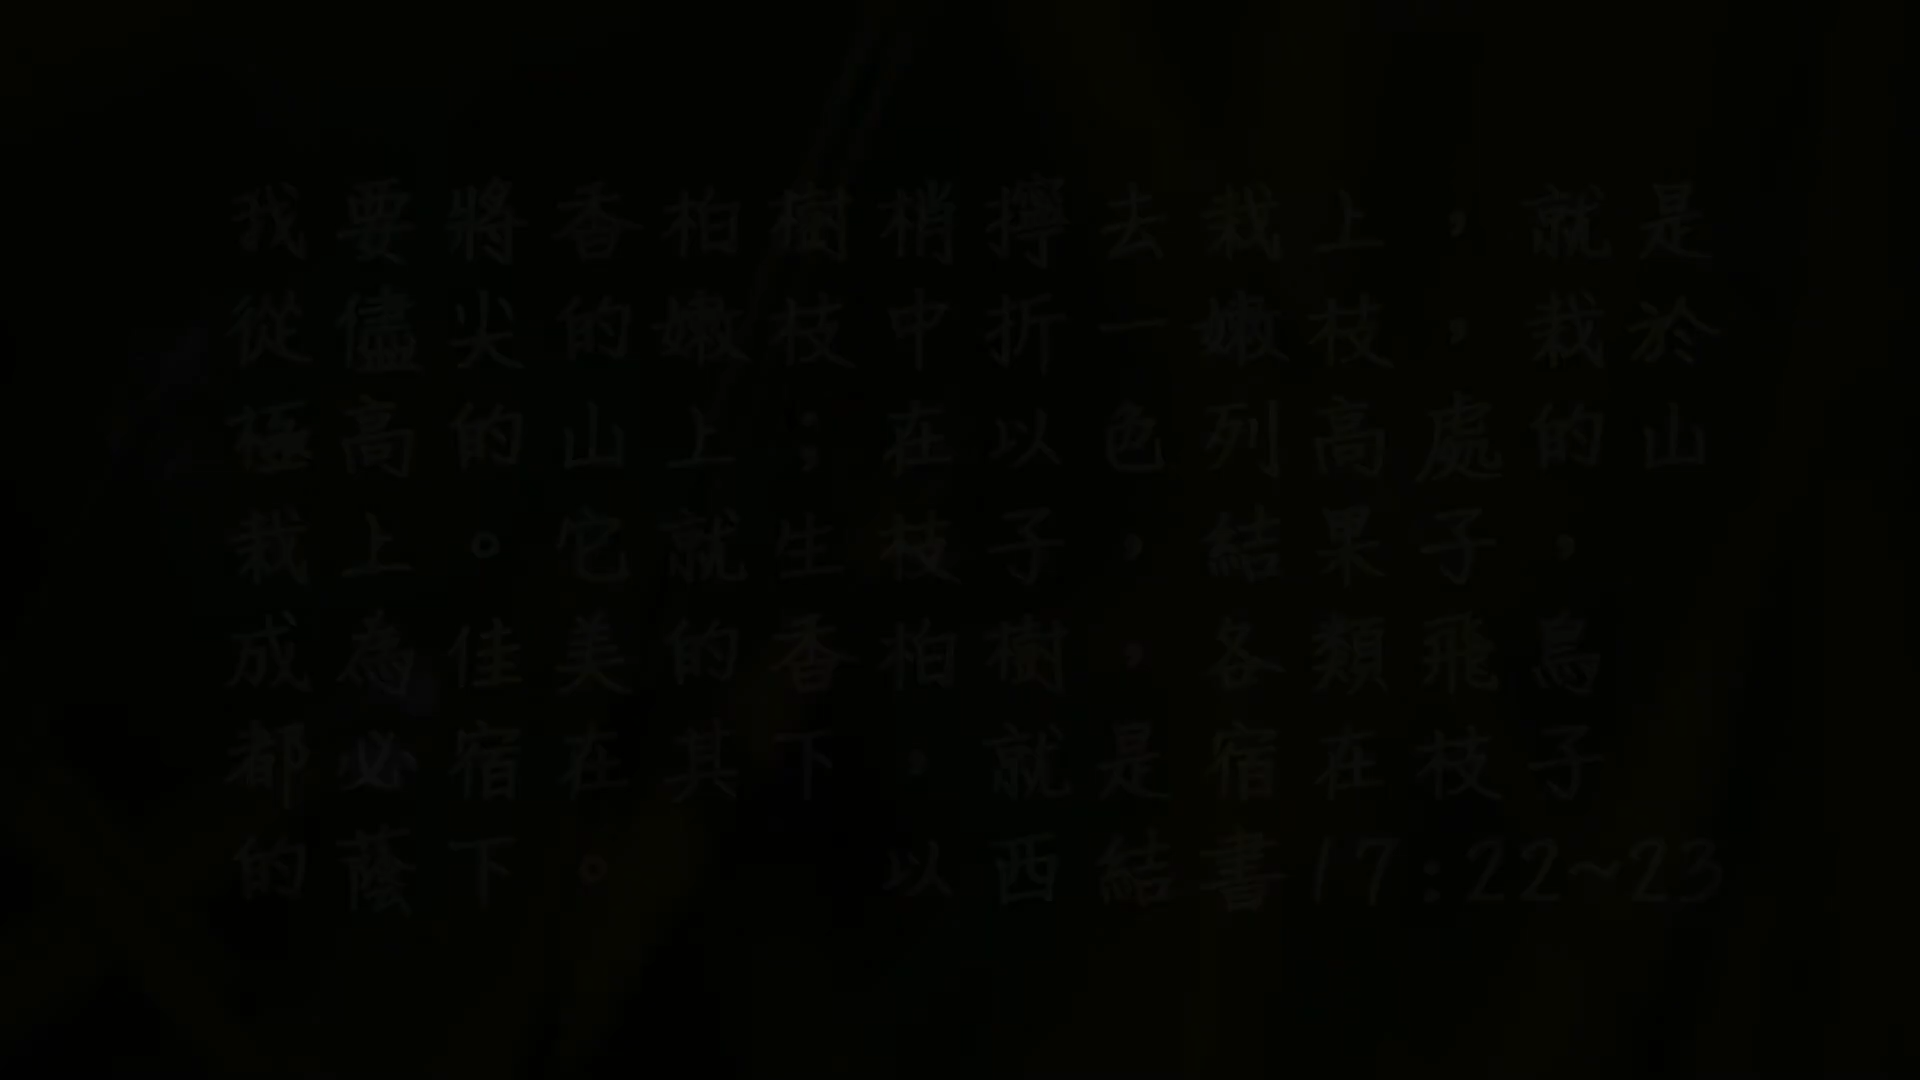 我要將香柏樹梢擰去栽上，就是
從儘尖的嫩枝中折一嫩枝，栽於
極高的山上；在以色列高處的山
栽上。它就生枝子，結果子，
成為佳美的香柏樹，各類飛鳥
都必宿在其下，就是宿在枝子
的蔭下。　　以西結書17:22~23